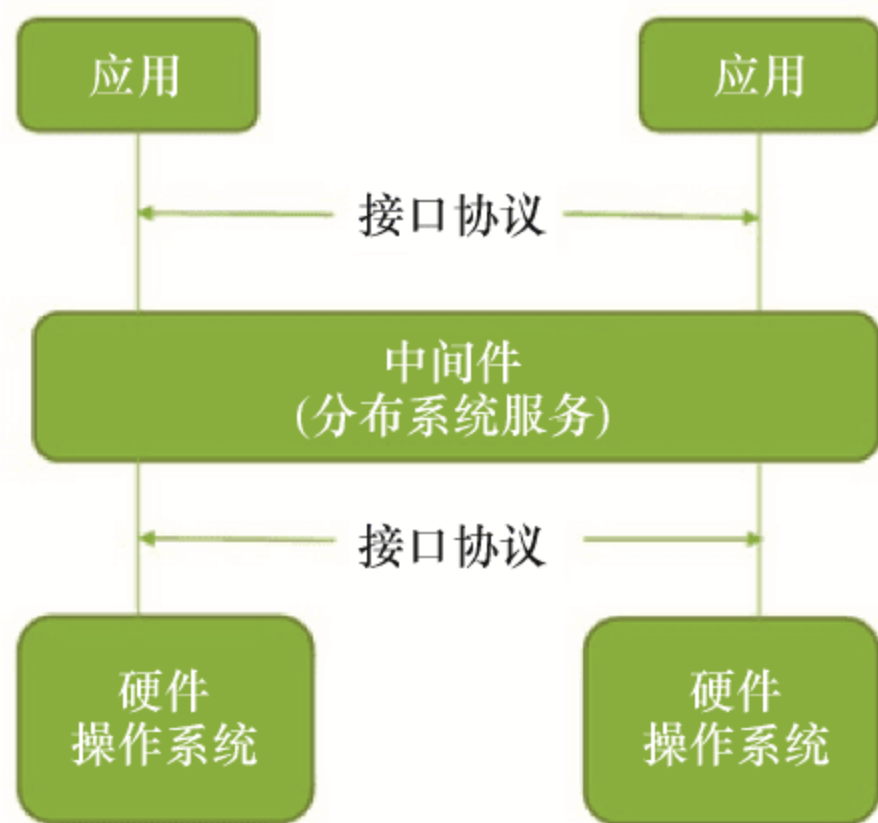 应用
应用
接口协议
中间件
(分布系统服务)
接口协议
硬件
操作系统
硬件
操作系统